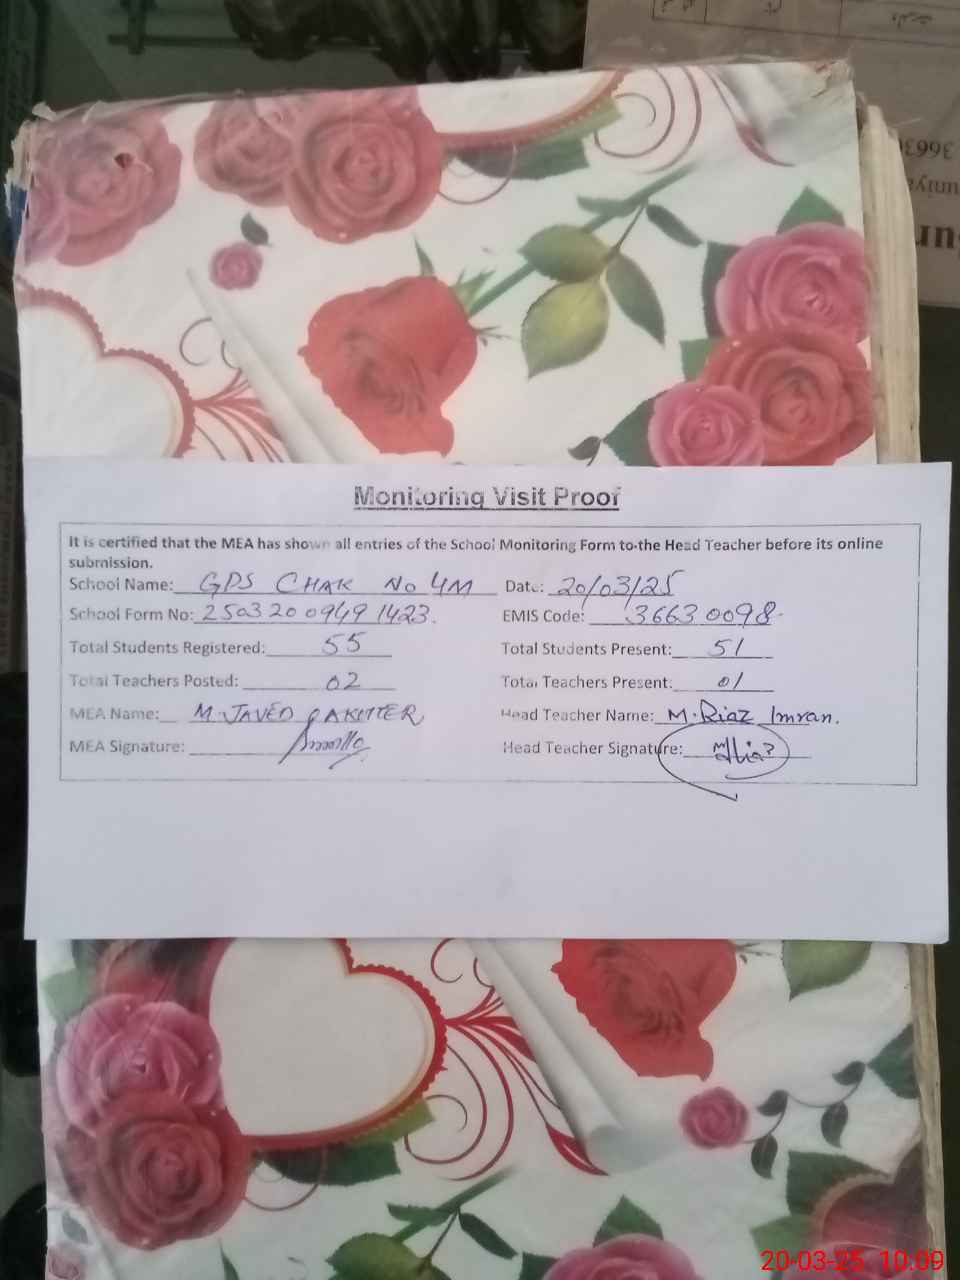 3663
Monitoring Visit Proof
It is certified that the MEA has shown all entries of the School Monitoring Form to the Head Teacher before its online
submission.
School Name: GPS CHAK No 4M Date: 20/03/25
School Form No: 2503200949 1423. EMIS Code: 36630098
Total Students Registered: 55 Total Students Present: 51
Total Teachers Posted: 02 Total Teachers Present: 01
MEA Name: M. JAVED Head Teacher Name: M. Riaz Imran.
MEA Signature: Head Teacher Signature:
20-03-25 10:09